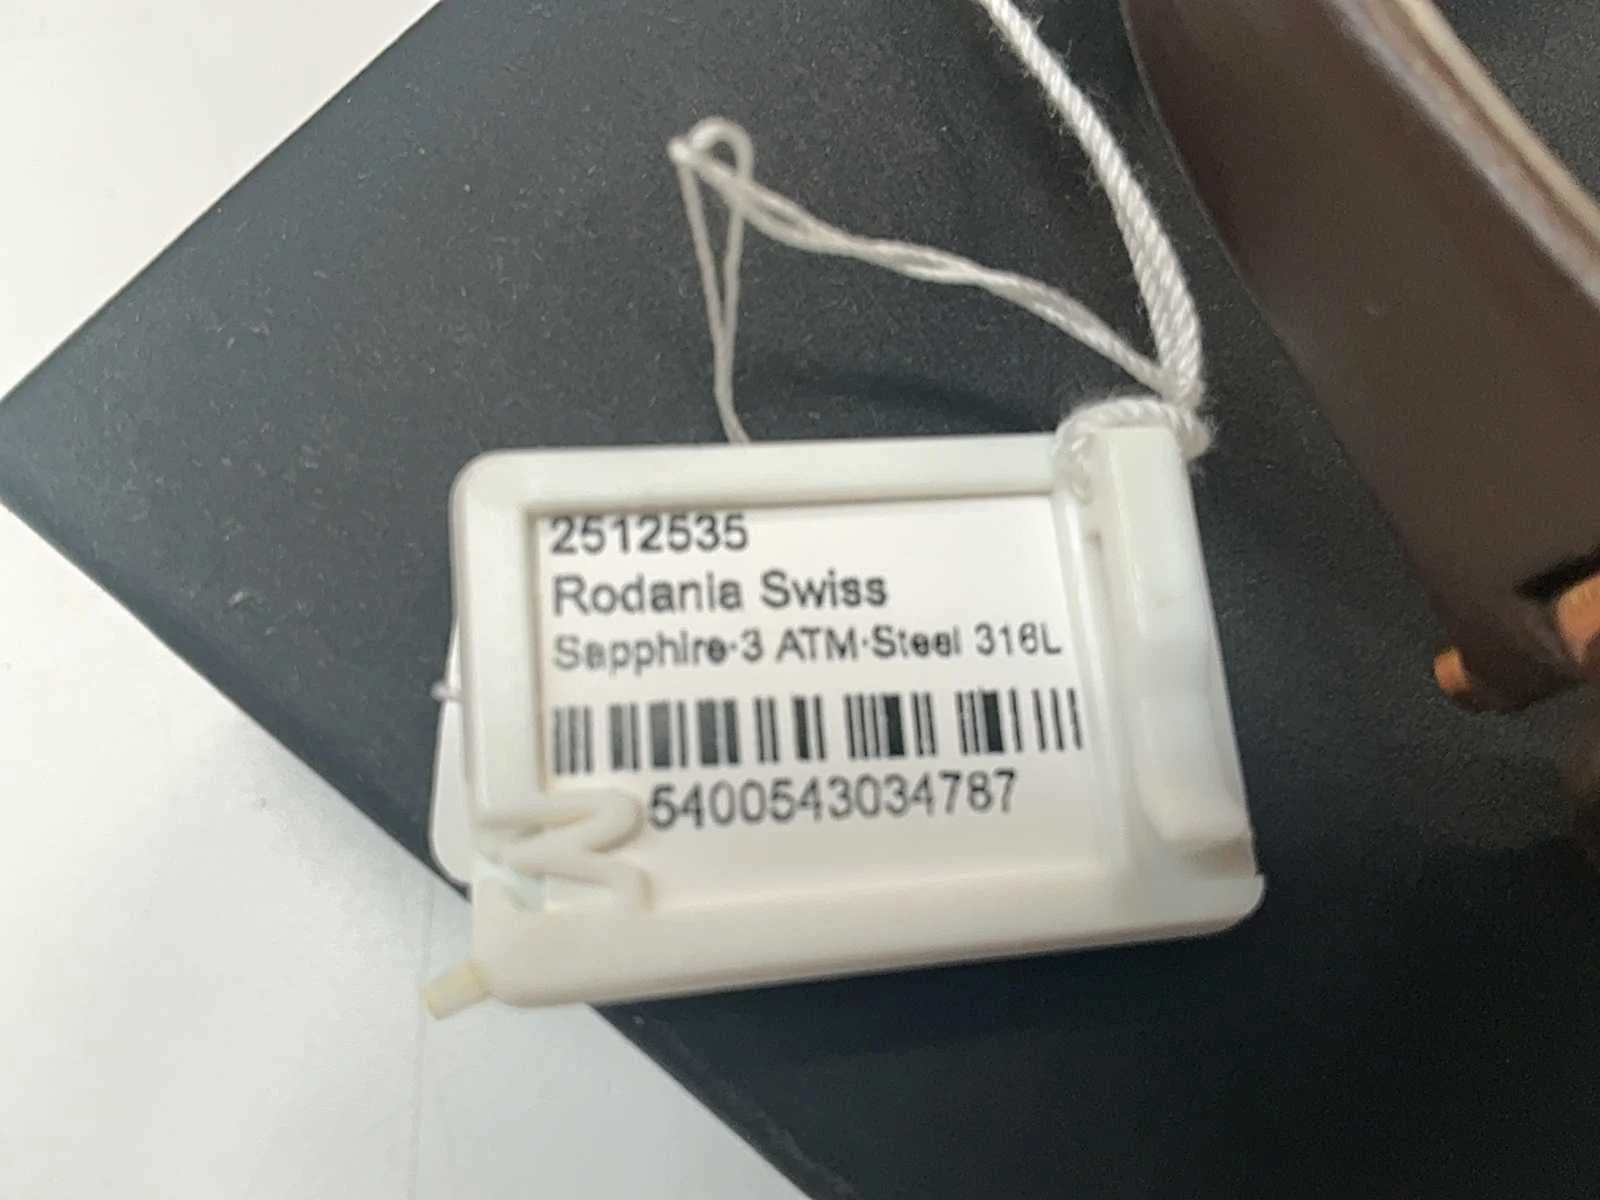 2512535
Rodania Swiss
Sapphire·3 ATM·Steel 316L
5400543034787